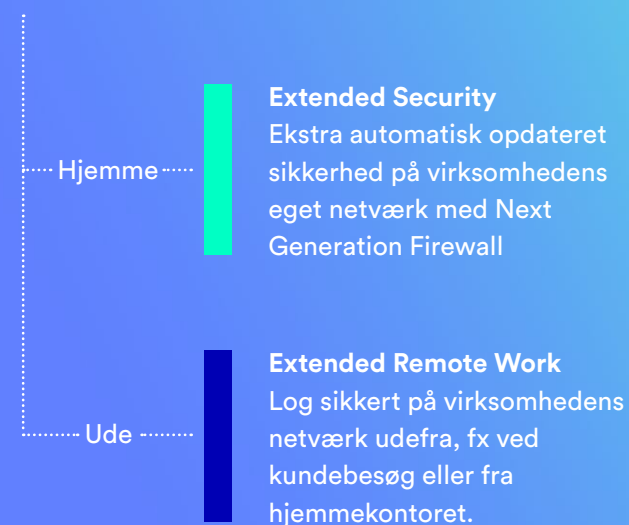 Hjemme
Extended Security
Ekstra automatisk opdateret
sikkerhed på virksomhedens
eget netværk med Next
Generation Firewall
Ude
Extended Remote Work
Log sikkert på virksomhedens
netværk udefra, fx ved
kundebesøg eller fra
hjemmekontoret.